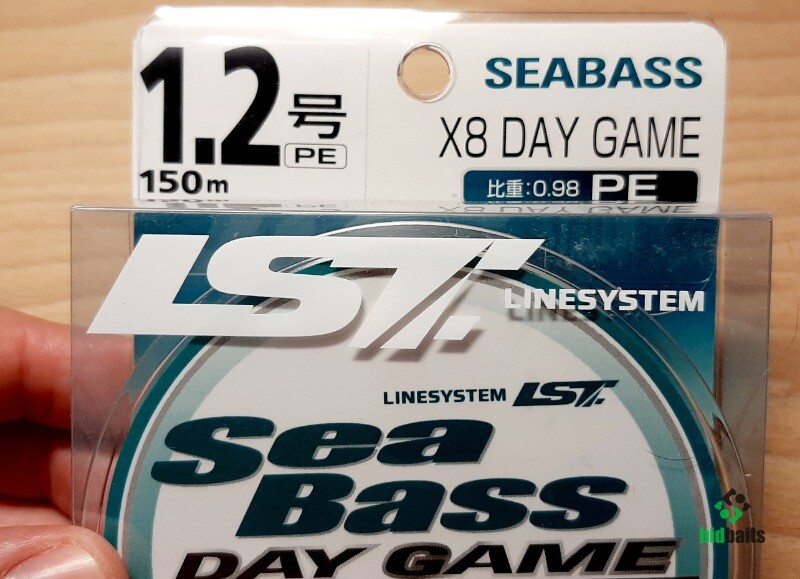 1.2号
PE
150m
SEABASS
X8 DAY GAME
比重:0.98 PE
LST.
LINESYSTEM
LINESYSTEM LST.
Sea
Bass
DAY GAME
bidbaits